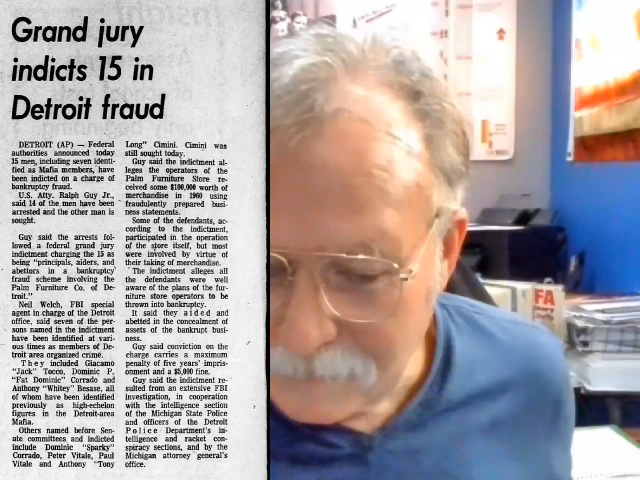 Grand jury
indicts 15 in
Detroit fraud
DETROIT (AP) — Federal
authorities announced today
15 men, including seven identi-
fied as Mafia members, have
been indicted on a charge of
bankruptcy fraud.
U.S. Atty. Ralph Guy Jr.,
said 14 of the men have been
arrested and the other man is
sought.
Guy said the arrests fol-
lowed a federal grand jury
indictment charging the 15 as
being "principals, aiders, and
abettors in a bankruptcy
fraud scheme involving the
Palm Furniture Co. of De-
troit."
Neil Welch, FBI special
agent in charge of the Detroit
office, said seven of the per-
sons named in the indictment
have been identified at vari-
ous times as members of De-
troit area organized crime.
They included Giacamo
"Jack" Tocco, Dominic P.
"Fat Dominic" Corrado and
Anthony "Whitey" Besase, all
of whom have been identified
previously as high-echelon
figures in the Detroit-area
Mafia.
Others named before Sen-
ate committees and indicted
include Dominic "Sparky"
Corrado, Peter Vitale, Paul
Vitale and Anthony "Tony
Long" Cimini. Cimini was
still sought today.
Guy said the indictment al-
leges the operators of the
Palm Furniture Store re-
ceived some $100,000 worth of
merchandise in 1960 using
fraudulently prepared busi-
ness statements.
Some of the defendants, ac-
cording to the indictment,
participated in the operation
of the store itself, but most
were involved by virtue of
their taking of merchandise.
The indictment alleges all
the defendants were well
aware of the plans of the fur-
niture store operators to be
thrown into bankruptcy.
It said they aided and
abetted in the concealment of
assets of the bankrupt busi-
ness.
Guy said conviction on the
charge carries a maximum
penalty of five years' impris-
onment and a $5,000 fine.
Guy said the indictment re-
sulted from an extensive FBI
investigation, in cooperation
with the intelligence section
of the Michigan State Police
and officers of the Detroit
Police Department's in-
telligence and racket con-
spiracy sections, and by the
Michigan attorney general's
office.
FA